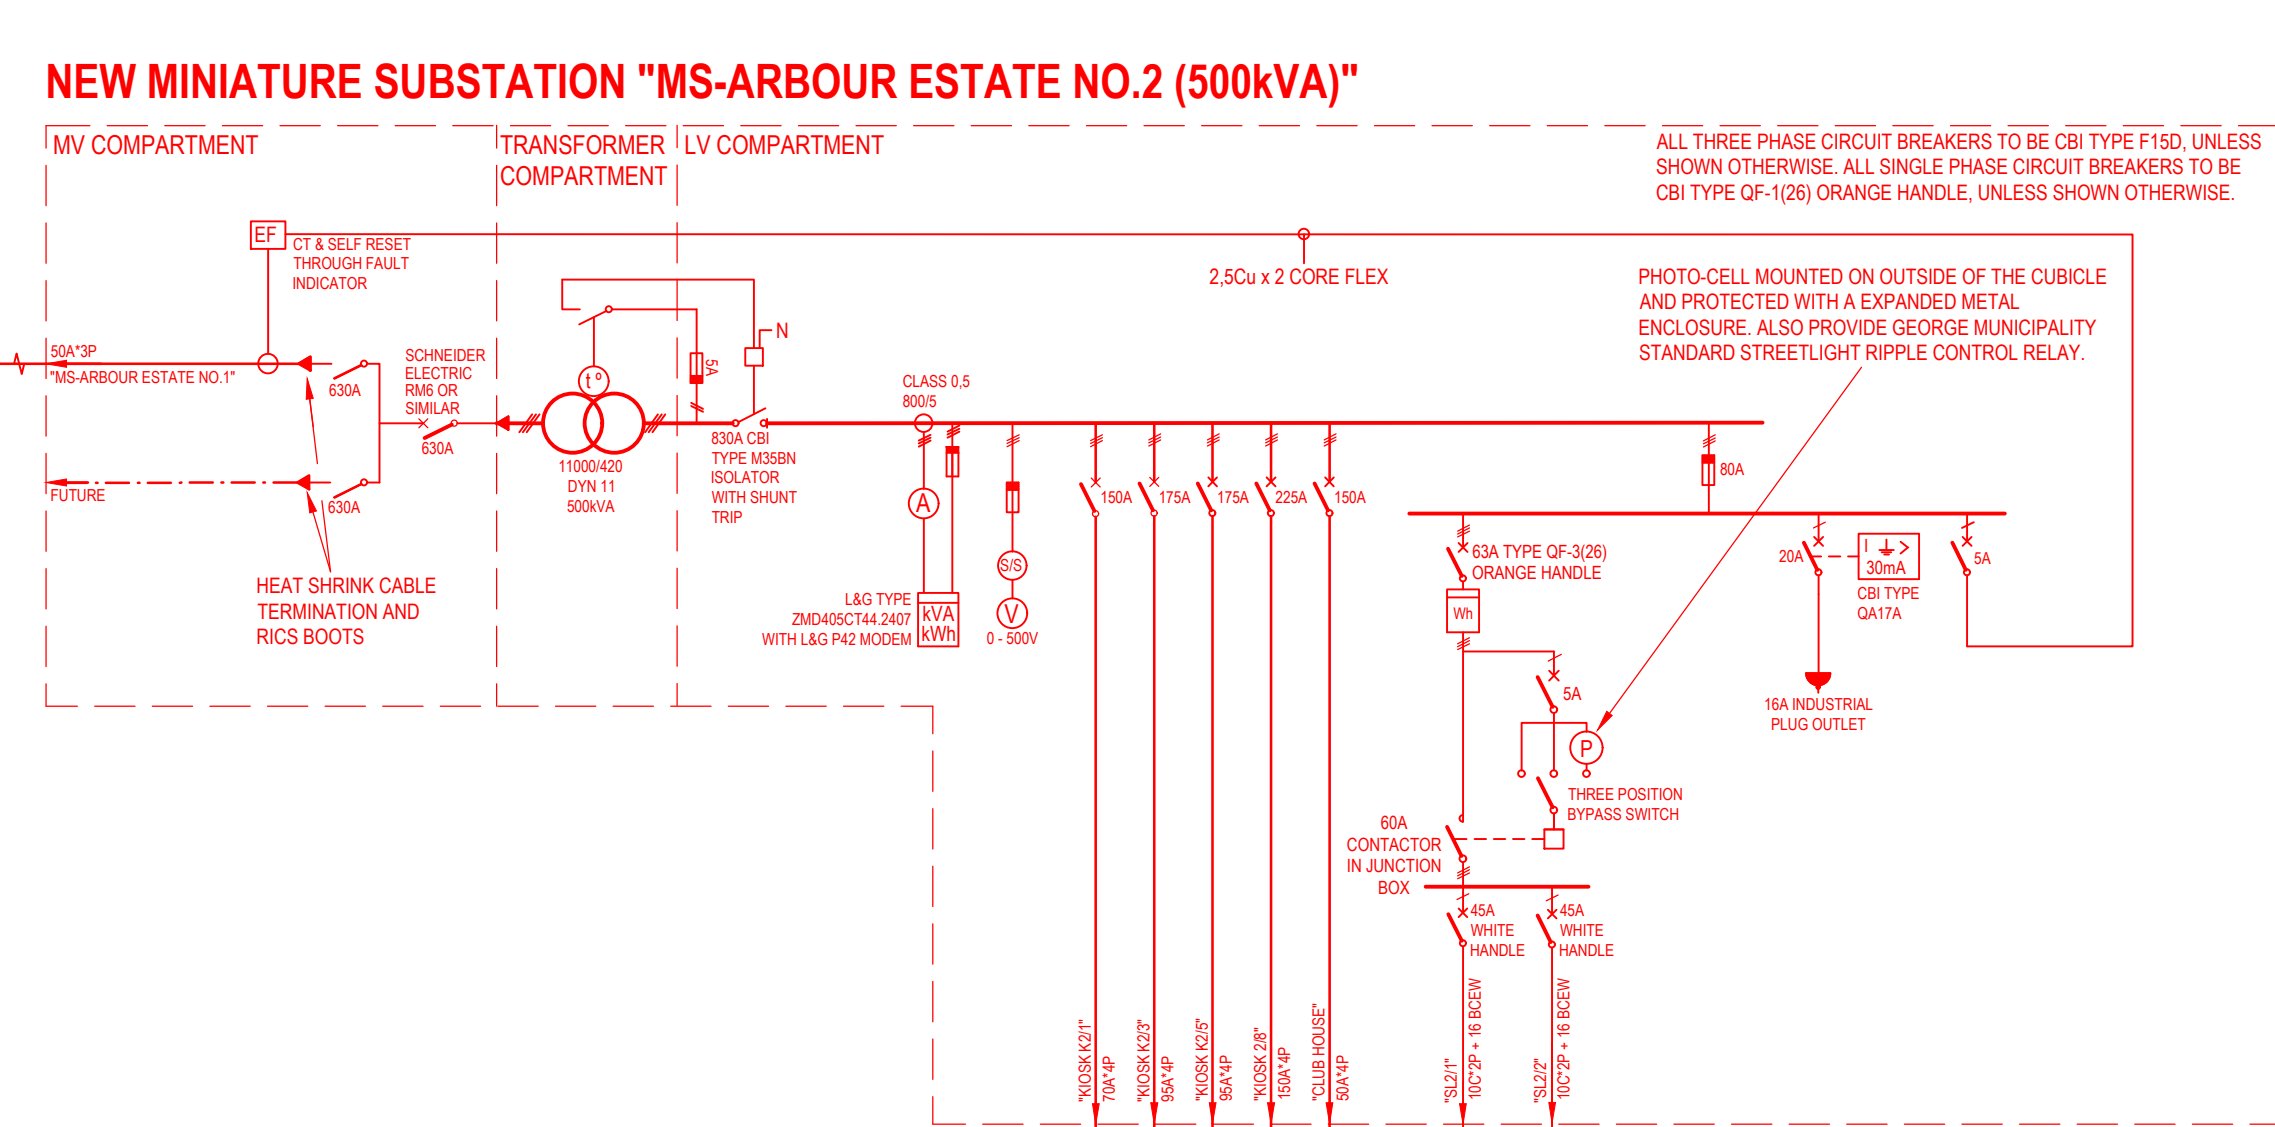 NEW MINIATURE SUBSTATION "MS-ARBOUR ESTATE NO.2 (500kVA)"
MV COMPARTMENT
TRANSFORMER
COMPARTMENT
LV COMPARTMENT
ALL THREE PHASE CIRCUIT BREAKERS TO BE CBI TYPE F15D, UNLESS
SHOWN OTHERWISE. ALL SINGLE PHASE CIRCUIT BREAKERS TO BE
CBI TYPE QF-1(26) ORANGE HANDLE, UNLESS SHOWN OTHERWISE.
EF
CT & SELF RESET
THROUGH FAULT
INDICATOR
2,5Cu x 2 CORE FLEX
PHOTO-CELL MOUNTED ON OUTSIDE OF THE CUBICLE
AND PROTECTED WITH A EXPANDED METAL
ENCLOSURE. ALSO PROVIDE GEORGE MUNICIPALITY
STANDARD STREETLIGHT RIPPLE CONTROL RELAY.
50A*3P
"MS-ARBOUR ESTATE NO.1"
630A
SCHNEIDER
ELECTRIC
RM6 OR
SIMILAR
630A
FUTURE
630A
HEAT SHRINK CABLE
TERMINATION AND
RICS BOOTS
t°
11000/420
DYN 11
500kVA
5A
N
830A CBI
TYPE M35BN
ISOLATOR
WITH SHUNT
TRIP
CLASS 0,5
800/5
A
L&G TYPE
ZMD405CT44.2407
WITH L&G P42 MODEM
kVA
kWh
S/S
V
0 - 500V
150A
175A
175A
225A
150A
80A
63A TYPE QF-3(26)
ORANGE HANDLE
Wh
20A
I >
30mA
CBI TYPE
QA17A
5A
16A INDUSTRIAL
PLUG OUTLET
5A
P
THREE POSITION
BYPASS SWITCH
60A
CONTACTOR
IN JUNCTION
BOX
45A
WHITE
HANDLE
45A
WHITE
HANDLE
"KIOSK K2/1"
70A*4P
"KIOSK K2/3"
95A*4P
"KIOSK K2/5"
95A*4P
"KIOSK 2/8"
150A*4P
"CLUB HOUSE"
50A*4P
"SL2/1"
10C*2P + 16 BCEW
"SL2/2"
10C*2P + 16 BCEW